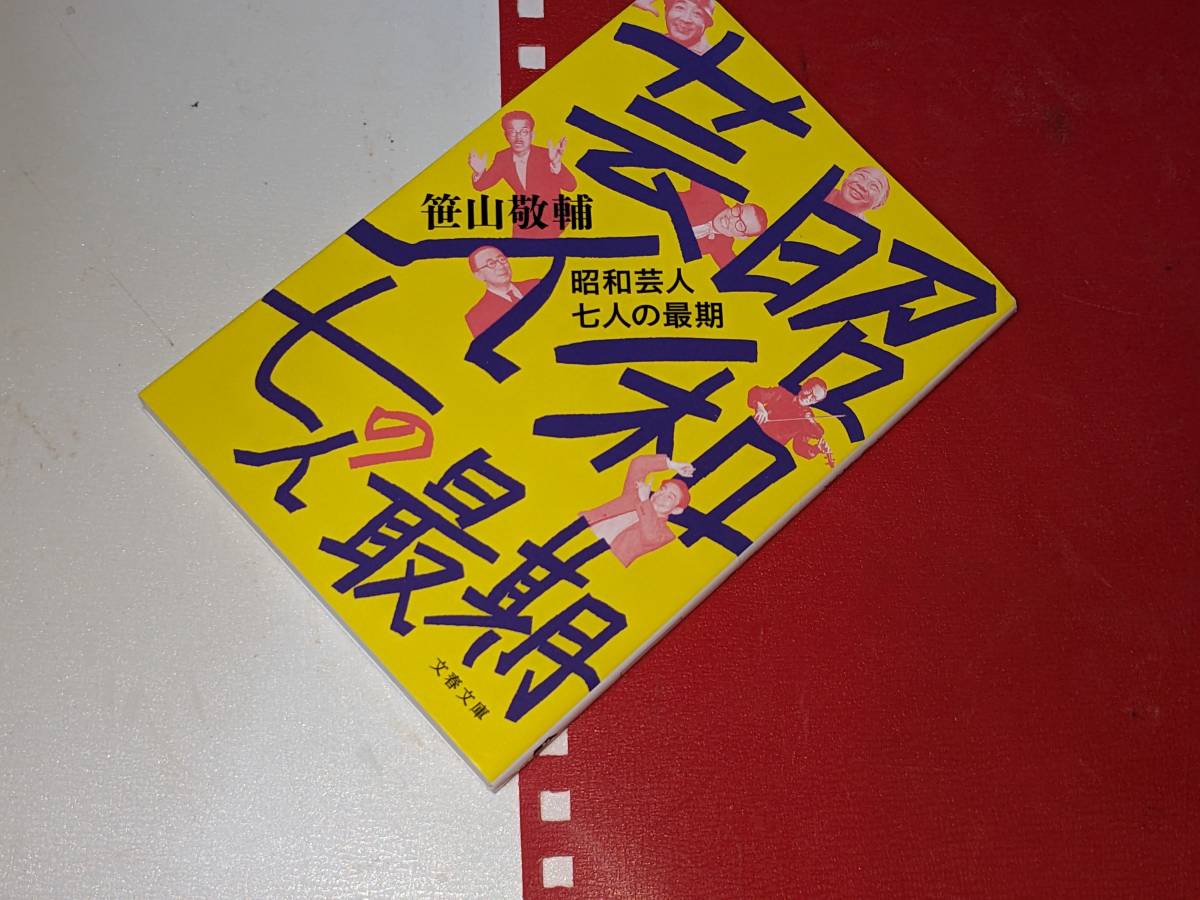 昭和
芸人
七人の
最期
笹山敬輔
昭和芸人
七人の最期
文春文庫